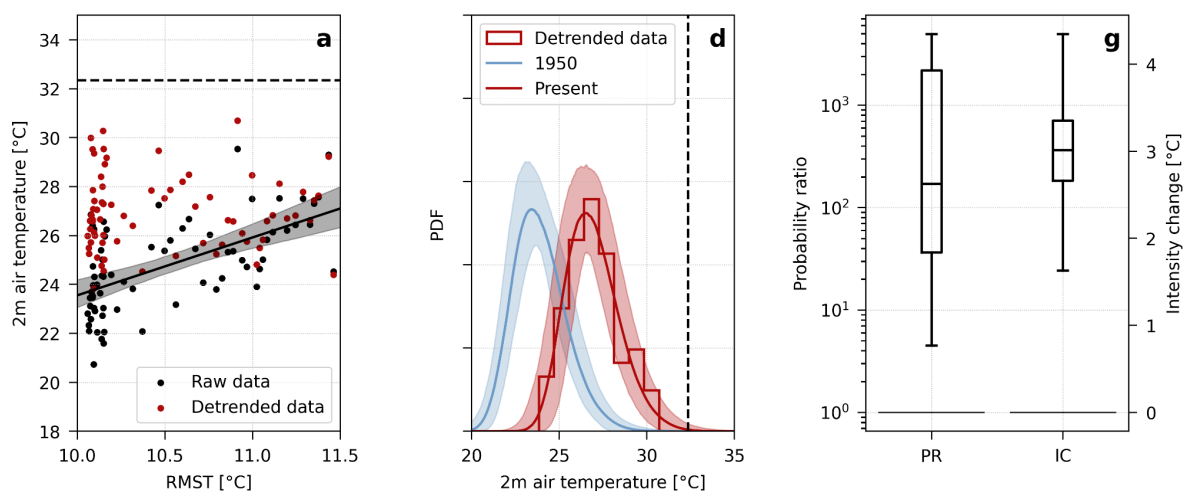 a
34
32
30
28
26
24
22
20
18
2m air temperature [°C]
Raw data
Detrended data
10.0 10.5 11.0 11.5
RMST [°C]
d
Detrended data
1950
Present
PDF
20 25 30 35
2m air temperature [°C]
g
10³
10²
10¹
10⁰
Probability ratio
4
3
2
1
0
Intensity change [°C]
PR IC